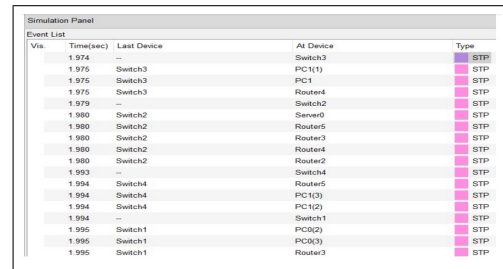 Simulation Panel
Event List
Vis. Time(sec) Last Device At Device Type
1.974 -- Switch3 STP
1.975 Switch3 PC1(1) STP
1.975 Switch3 PC1 STP
1.975 Switch3 Router4 STP
1.979 -- Switch2 STP
1.980 Switch2 Server0 STP
1.980 Switch2 Router5 STP
1.980 Switch2 Router3 STP
1.980 Switch2 Router4 STP
1.980 Switch2 Router2 STP
1.993 -- Switch4 STP
1.994 Switch4 Router5 STP
1.994 Switch4 PC1(3) STP
1.994 Switch4 PC1(2) STP
1.994 -- Switch1 STP
1.995 Switch1 PC0(2) STP
1.995 Switch1 PC0(3) STP
1.995 Switch1 Router3 STP